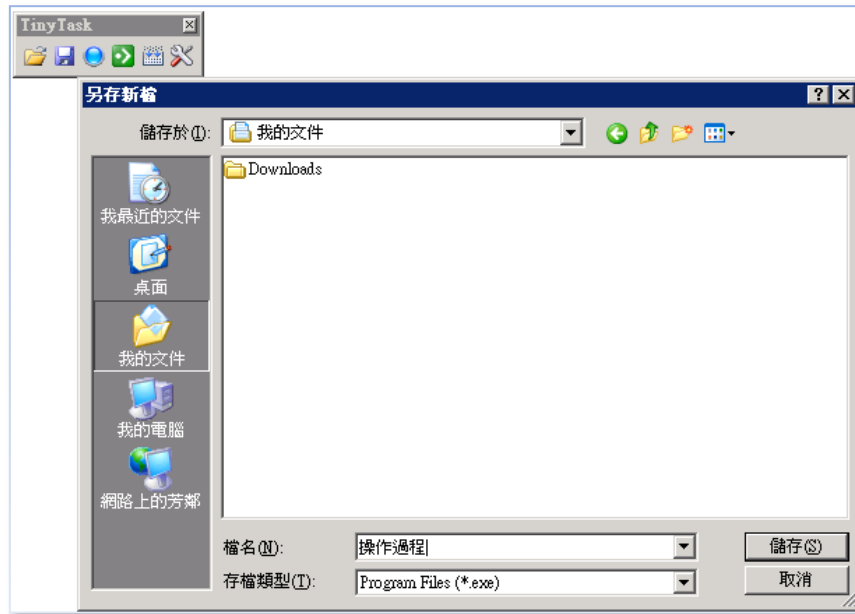 TinyTask
另存新檔
儲存於(I):
我的文件
Downloads
我最近的文件
桌面
我的文件
我的電腦
網路上的芳鄰
檔名(N):
操作過程
儲存(S)
存檔類型(T):
Program Files (*.exe)
取消